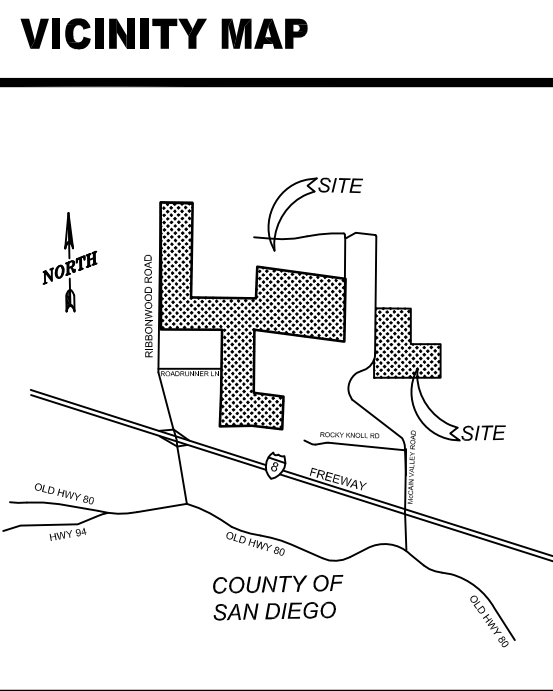 VICINITY MAP
SITE
NORTH
RIBBONWOOD ROAD
ROADRUNNER LN
ROCKY KNOLL RD
SITE
McCAIN VALLEY ROAD
8
FREEWAY
OLD HWY 80
HWY 94
OLD HWY 80
COUNTY OF
SAN DIEGO
OLD HWY 80